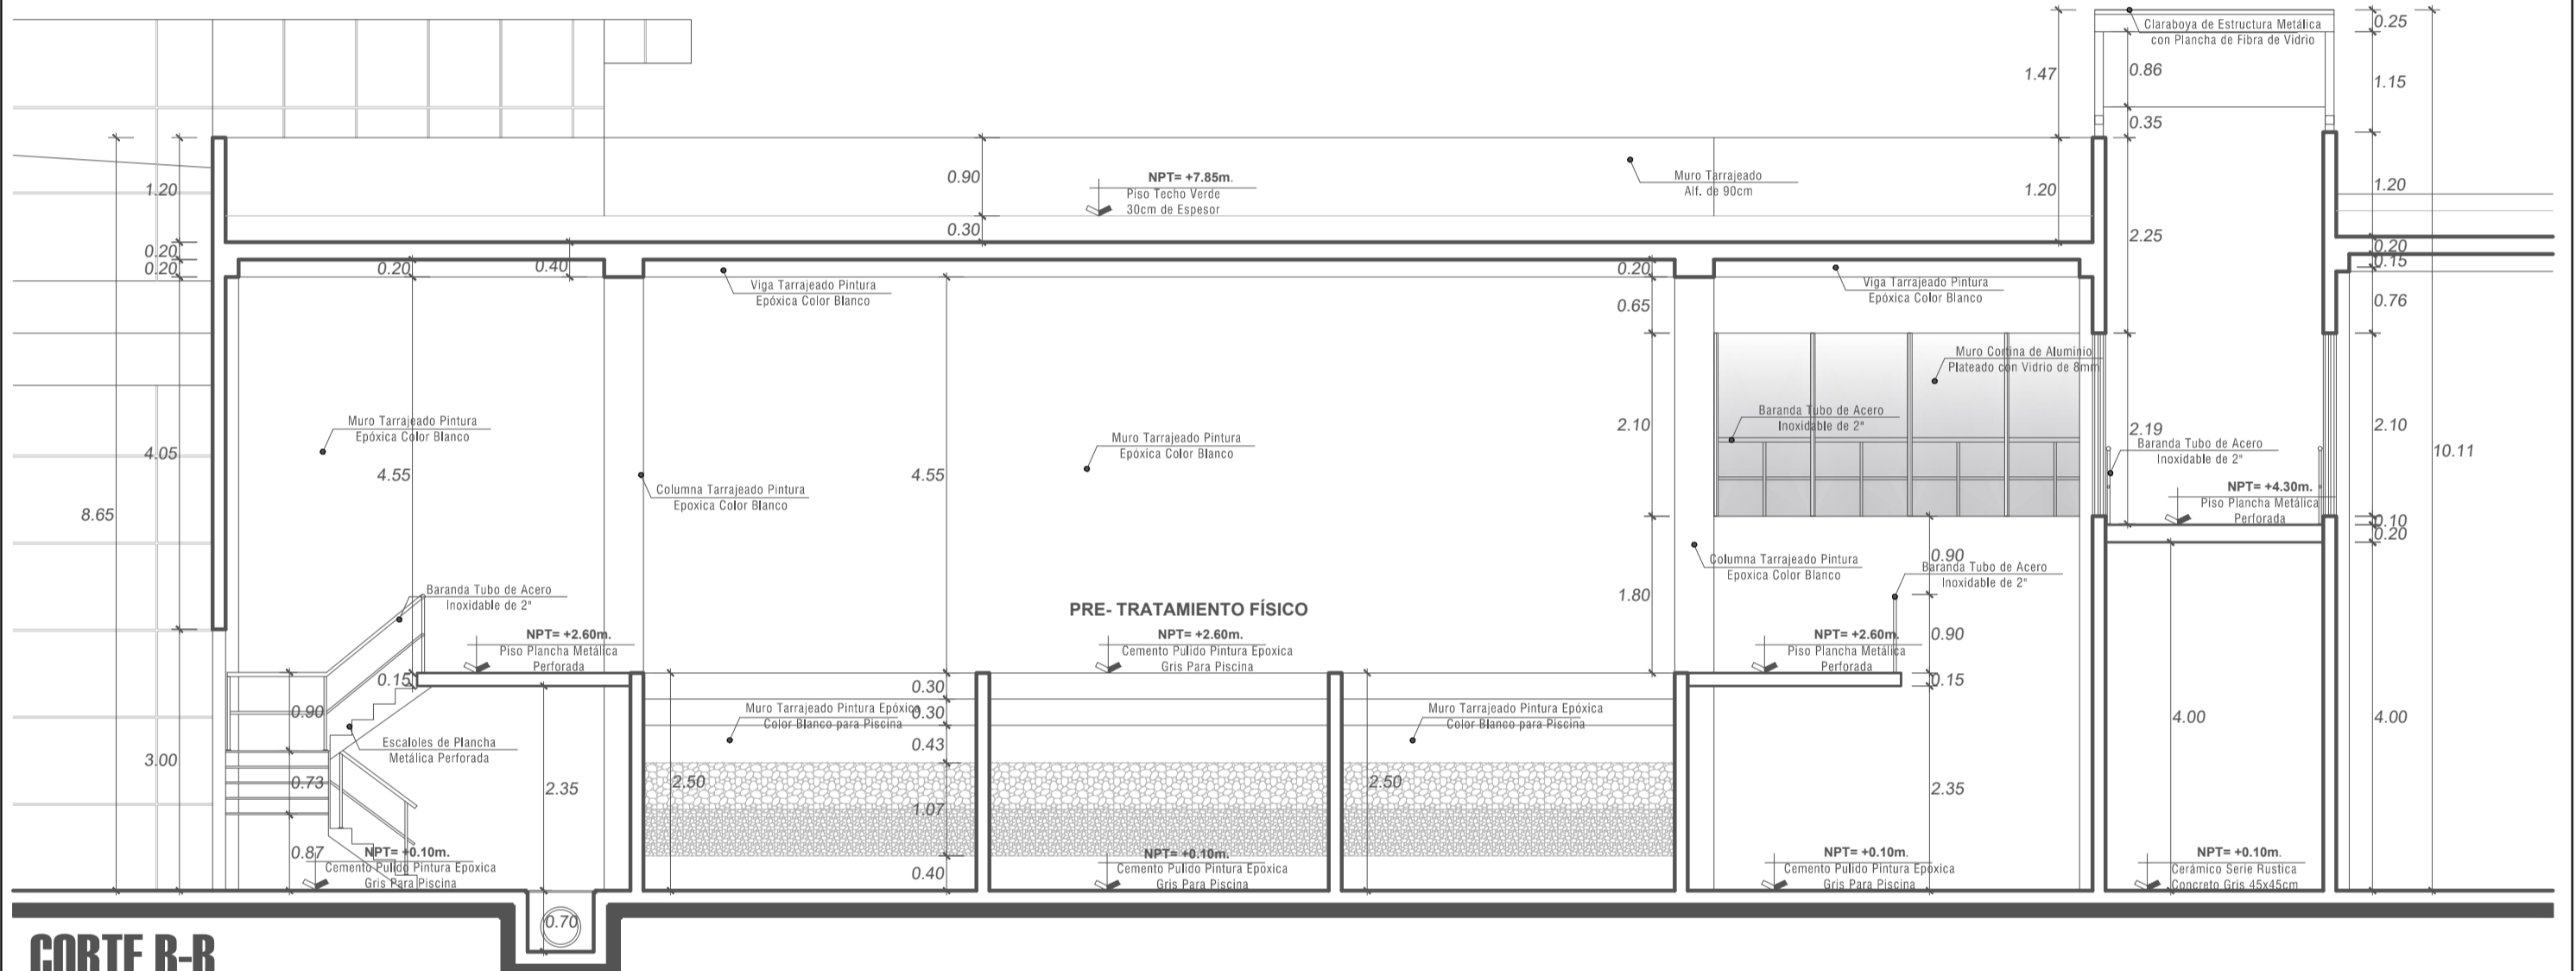 Claraboya de Estructura Metálica
con Plancha de Fibra de Vidrio
0.25
0.86
1.47
1.15
0.35
1.20
0.90
NPT= +7.85m.
Piso Techo Verde
30cm de Espesor
Muro Tarrajeado
Alf. de 90cm
1.20
1.20
0.30
2.25
0.20
0.20
0.20
0.40
0.20
0.20
0.15
Viga Tarrajeado Pintura
Epóxica Color Blanco
Viga Tarrajeado Pintura
Epóxica Color Blanco
0.65
0.76
Muro Cortina de Aluminio
Plateado con Vidrio de 8mm
Muro Tarrajeado Pintura
Epóxica Color Blanco
Muro Tarrajeado Pintura
Epóxica Color Blanco
Baranda Tubo de Acero
Inoxidable de 2"
2.10
2.19
2.10
Baranda Tubo de Acero
Inoxidable de 2"
10.11
4.05
4.55
4.55
Columna Tarrajeado Pintura
Epoxica Color Blanco
NPT= +4.30m.
Piso Plancha Metálica
Perforada
8.65
0.10
0.20
0.90
Columna Tarrajeado Pintura
Epoxica Color Blanco
Baranda Tubo de Acero
Inoxidable de 2"
Baranda Tubo de Acero
Inoxidable de 2"
1.80
PRE- TRATAMIENTO FÍSICO
NPT= +2.60m.
Piso Plancha Metálica
Perforada
NPT= +2.60m.
Cemento Pulido Pintura Epoxica
Gris Para Piscina
NPT= +2.60m.
Piso Plancha Metálica
Perforada
0.90
0.15
0.30
0.15
0.90
Muro Tarrajeado Pintura Epóxica
Color Blanco para Piscina
0.30
Muro Tarrajeado Pintura Epóxica
Color Blanco para Piscina
4.00
4.00
Escaloles de Plancha
Metálica Perforada
0.43
3.00
0.73
2.35
2.50
2.50
2.35
1.07
0.87
NPT= +0.10m.
Cemento Pulido Pintura Epoxica
Gris Para Piscina
0.40
NPT= +0.10m.
Cemento Pulido Pintura Epoxica
Gris Para Piscina
NPT= +0.10m.
Cemento Pulido Pintura Epóxica
Gris Para Piscina
NPT= +0.10m.
Cerámico Serie Rustica
Concreto Gris 45x45cm
0.70
CORTE B-B